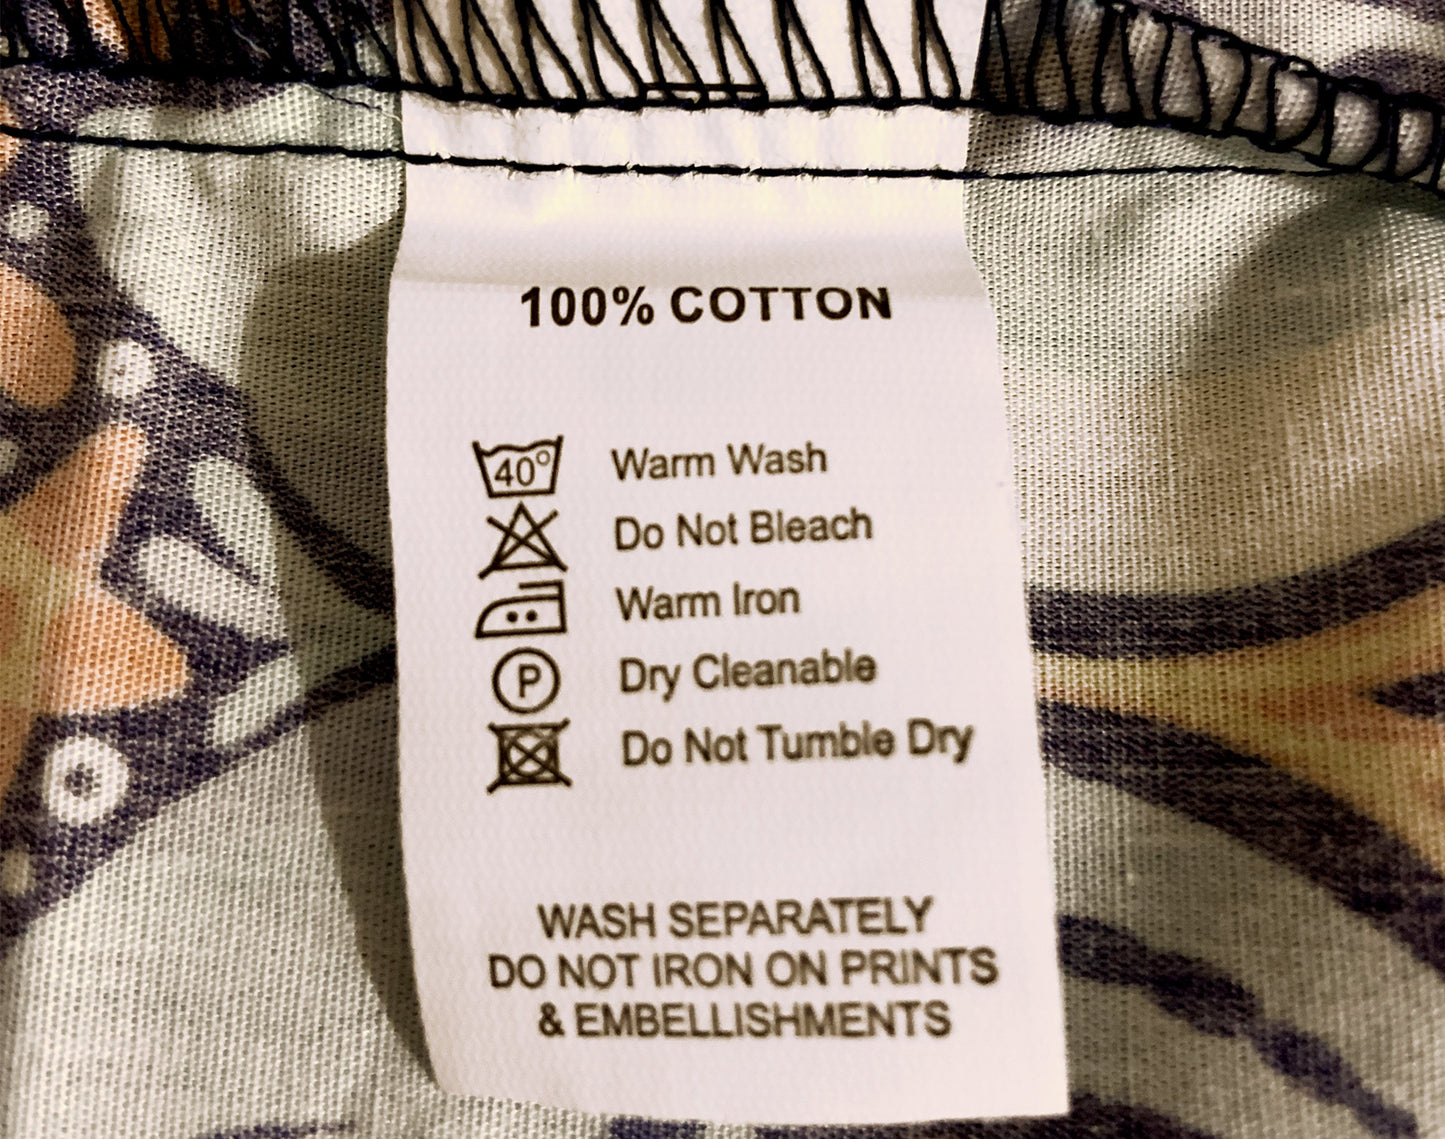 100% COTTON
40° Warm Wash
Do Not Bleach
Warm Iron
P Dry Cleanable
Do Not Tumble Dry
WASH SEPARATELY
DO NOT IRON ON PRINTS
& EMBELLISHMENTS